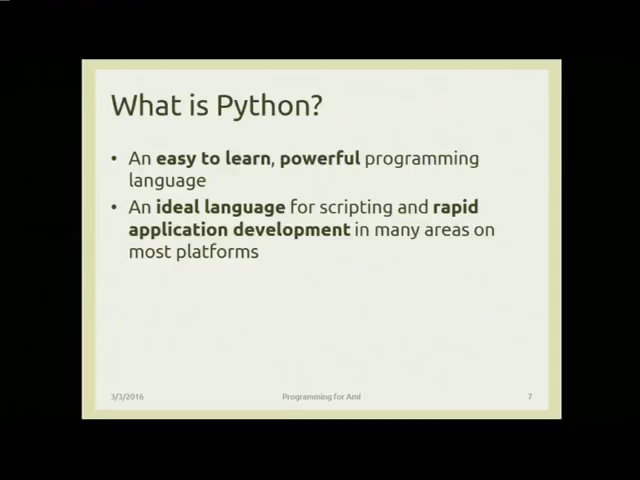 What is Python?
• An easy to learn, powerful programming
language
• An ideal language for scripting and rapid
application development in many areas on
most platforms
3/3/2016 Programming for AmI 7